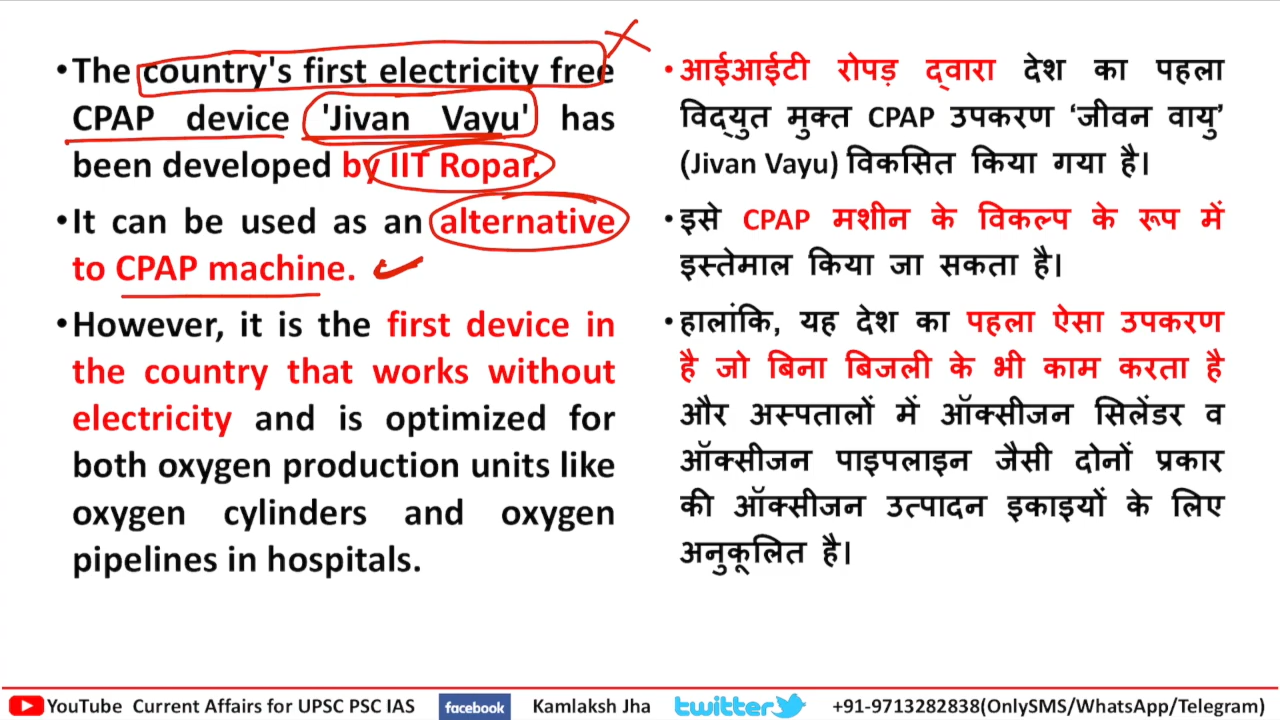 •The country's first electricity free
CPAP device 'Jivan Vayu' has
been developed by IIT Ropar.
•It can be used as an alternative
to CPAP machine.
•However, it is the first device in
the country that works without
electricity and is optimized for
both oxygen production units like
oxygen cylinders and oxygen
pipelines in hospitals.
•आईआईटी रोपड़ द्वारा देश का पहला
विद्युत मुक्त CPAP उपकरण ‘जीवन वायु’
(Jivan Vayu) विकसित किया गया है।
•इसे CPAP मशीन के विकल्प के रूप में
इस्तेमाल किया जा सकता है।
•हालांकि, यह देश का पहला ऐसा उपकरण
है जो बिना बिजली के भी काम करता है
और अस्पतालों में ऑक्सीजन सिलेंडर व
ऑक्सीजन पाइपलाइन जैसी दोनों प्रकार
की ऑक्सीजन उत्पादन इकाइयों के लिए
अनुकूलित है।
YouTube Current Affairs for UPSC PSC IAS facebook Kamlaksh Jha twitter +91-9713282838(OnlySMS/WhatsApp/Telegram)